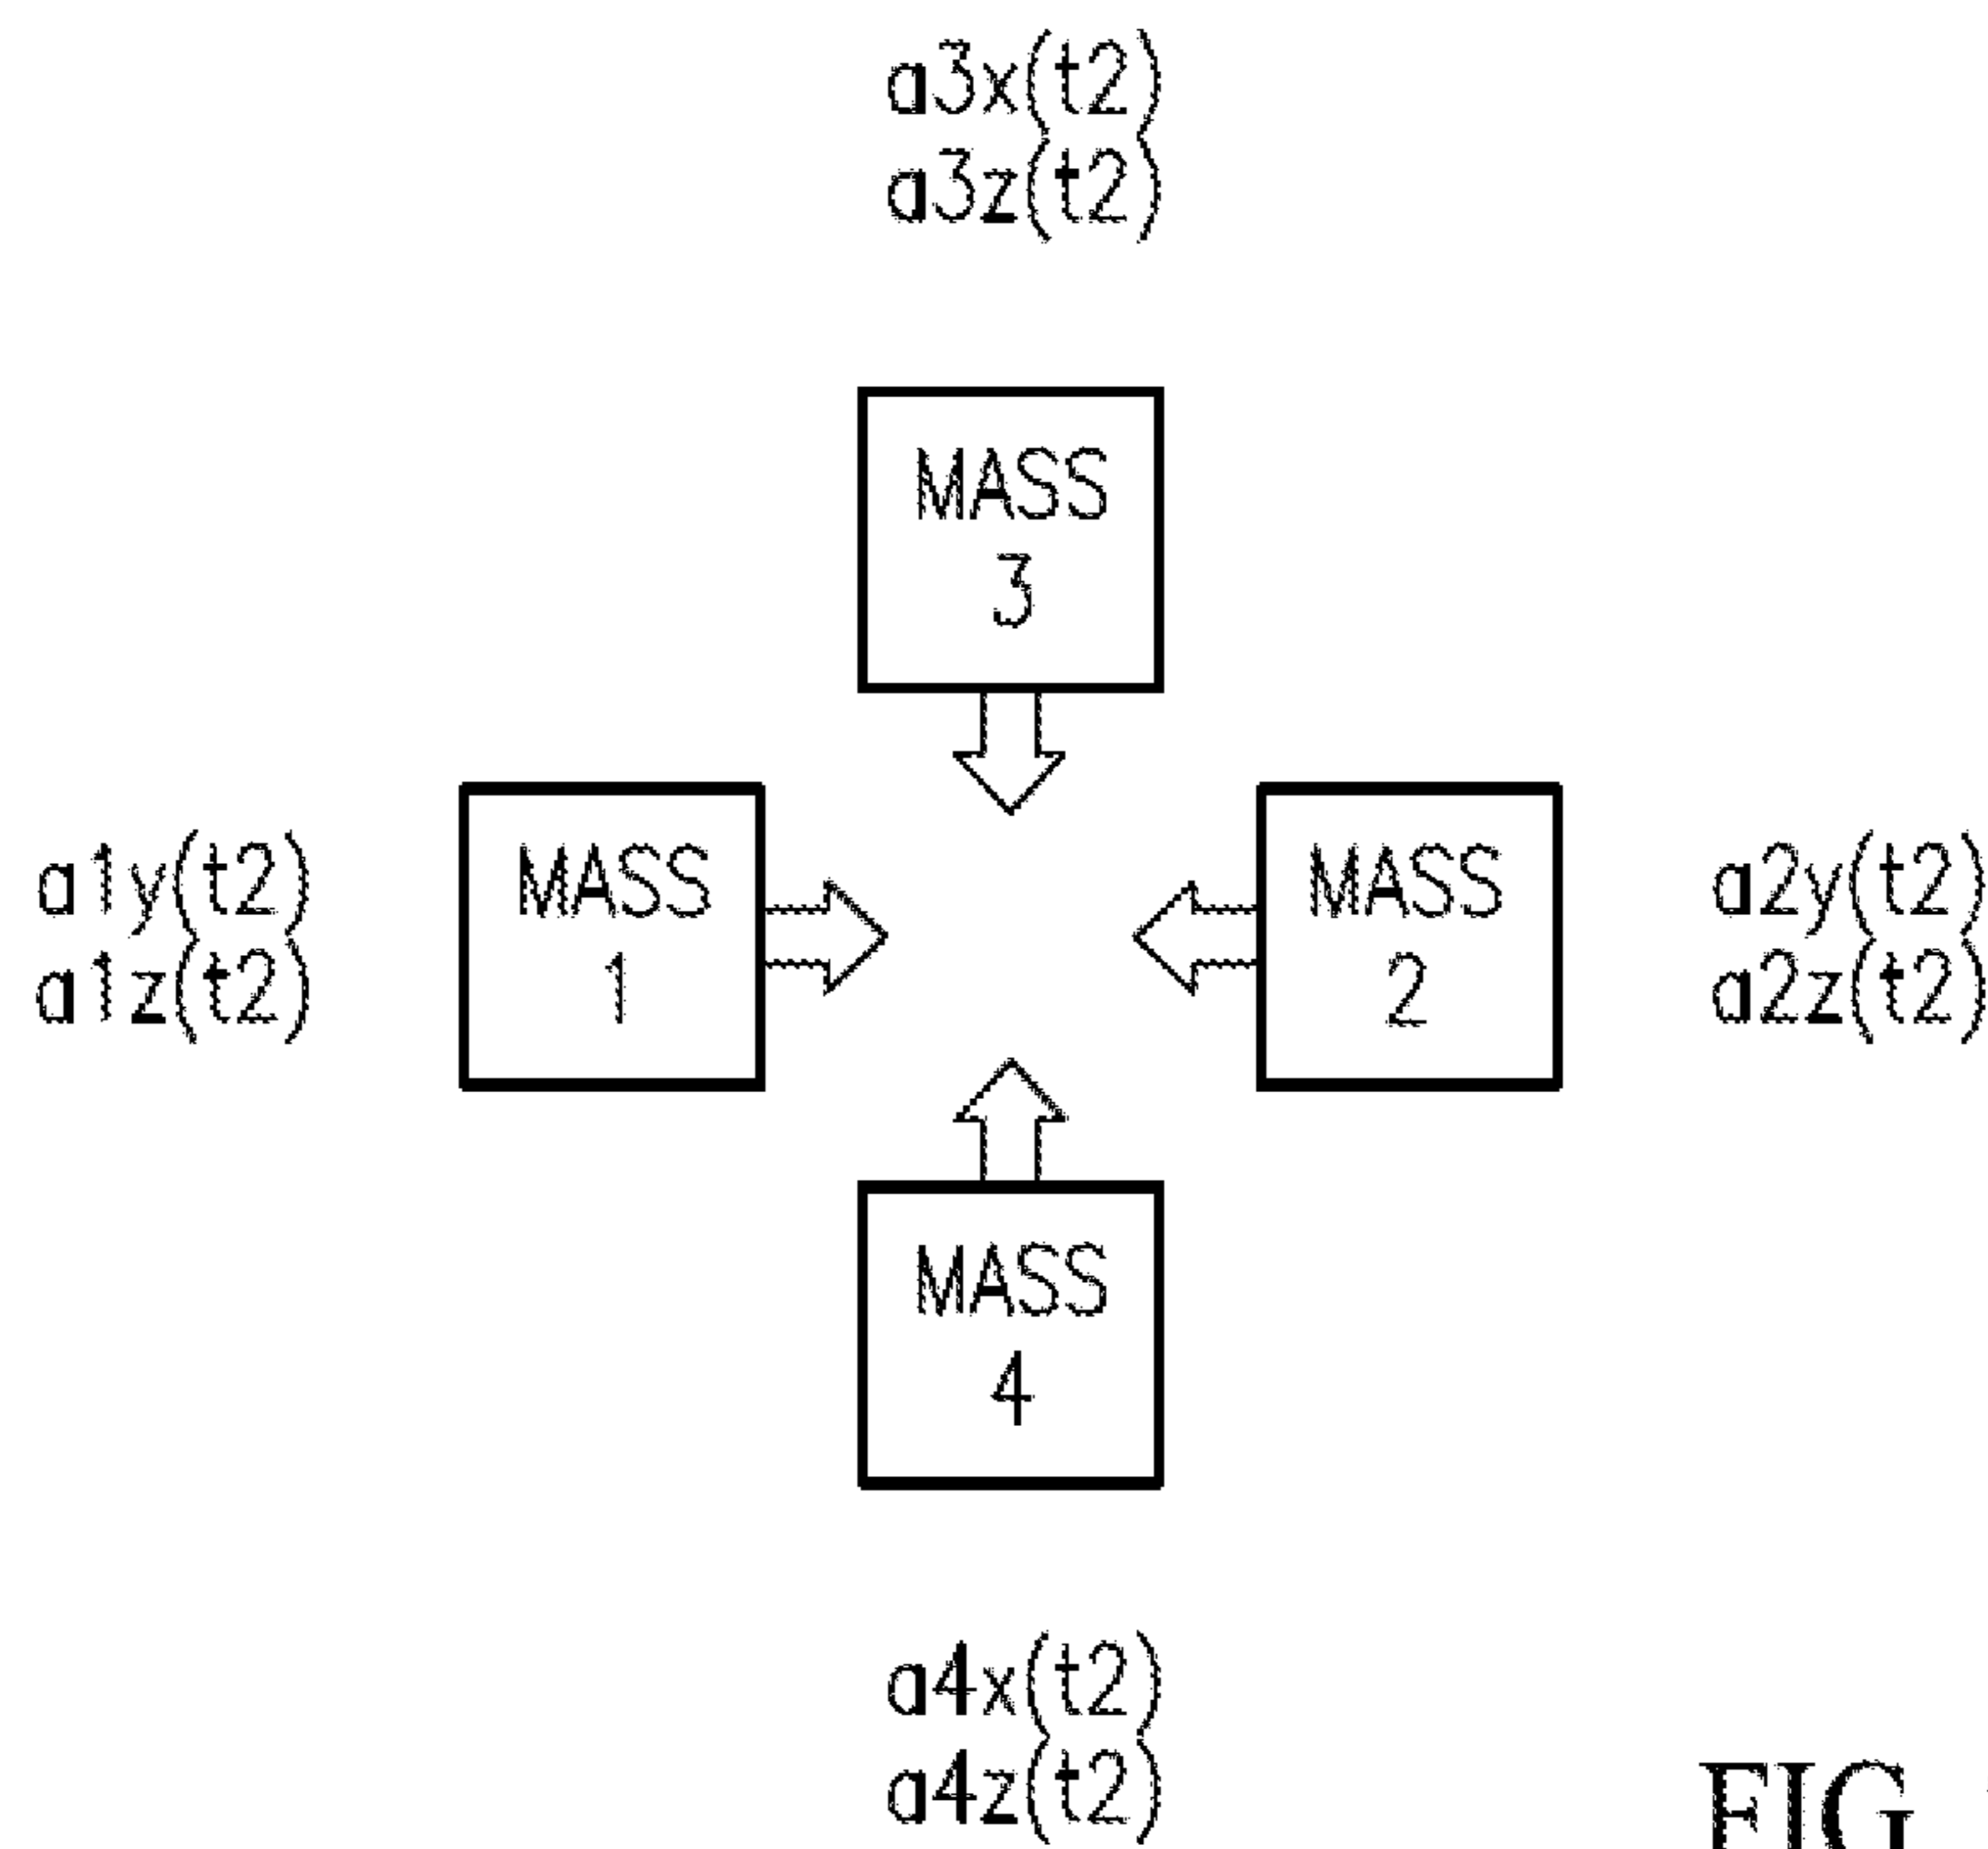 a3x(t2)
a3z(t2)
MASS
3
a1y(t2)
a1z(t2)
MASS
1
MASS
2
a2y(t2)
a2z(t2)
MASS
4
a4x(t2)
a4z(t2)
FIG